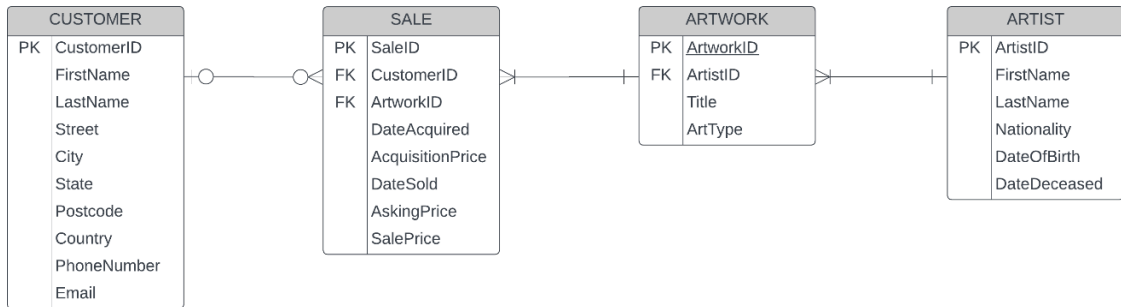 CUSTOMER
PK CustomerID
FirstName
LastName
Street
City
State
Postcode
Country
PhoneNumber
Email
SALE
PK SaleID
FK CustomerID
FK ArtworkID
DateAcquired
AcquisitionPrice
DateSold
AskingPrice
SalePrice
ARTWORK
PK ArtworkID
FK ArtistID
Title
ArtType
ARTIST
PK ArtistID
FirstName
LastName
Nationality
DateOfBirth
DateDeceased